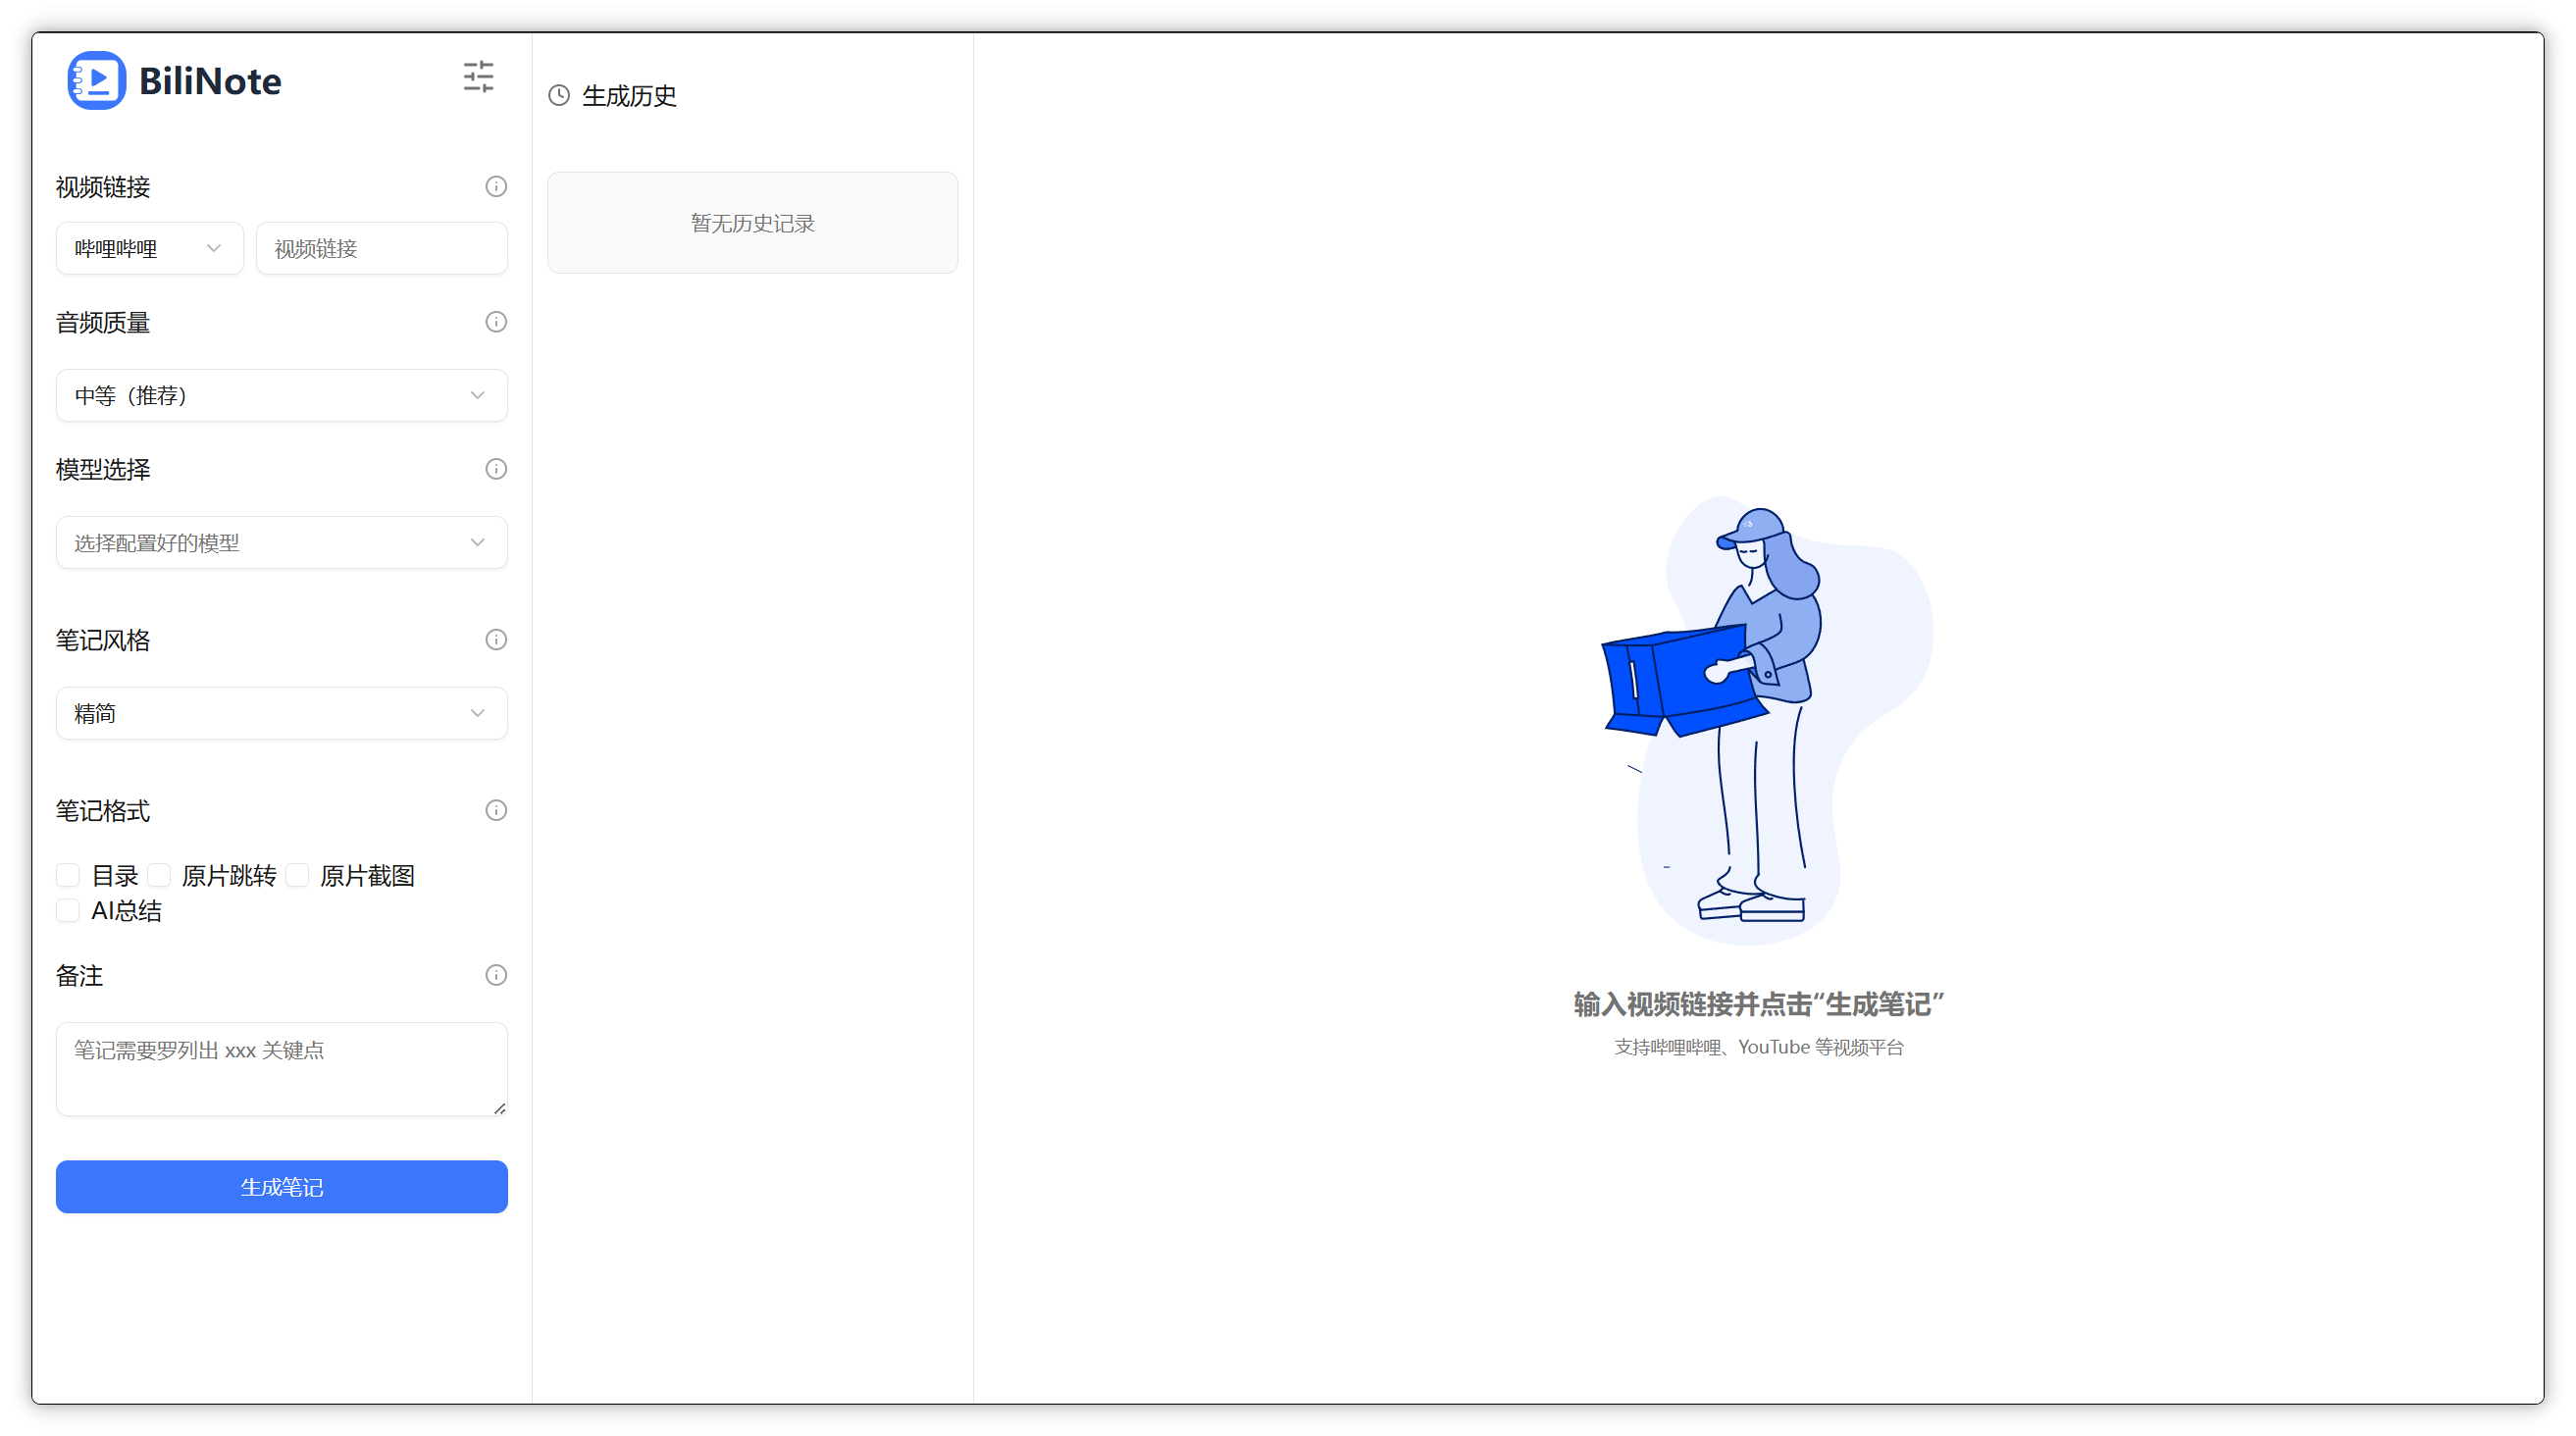 BiliNote
视频链接
哔哩哔哩
视频链接
音频质量
中等（推荐）
模型选择
选择配置好的模型
笔记风格
精简
笔记格式
目录 原片跳转 原片截图
AI总结
备注
笔记需要罗列出 xxx 关键点
生成笔记
生成历史
暂无历史记录
输入视频链接并点击“生成笔记”
支持哔哩哔哩、YouTube 等视频平台